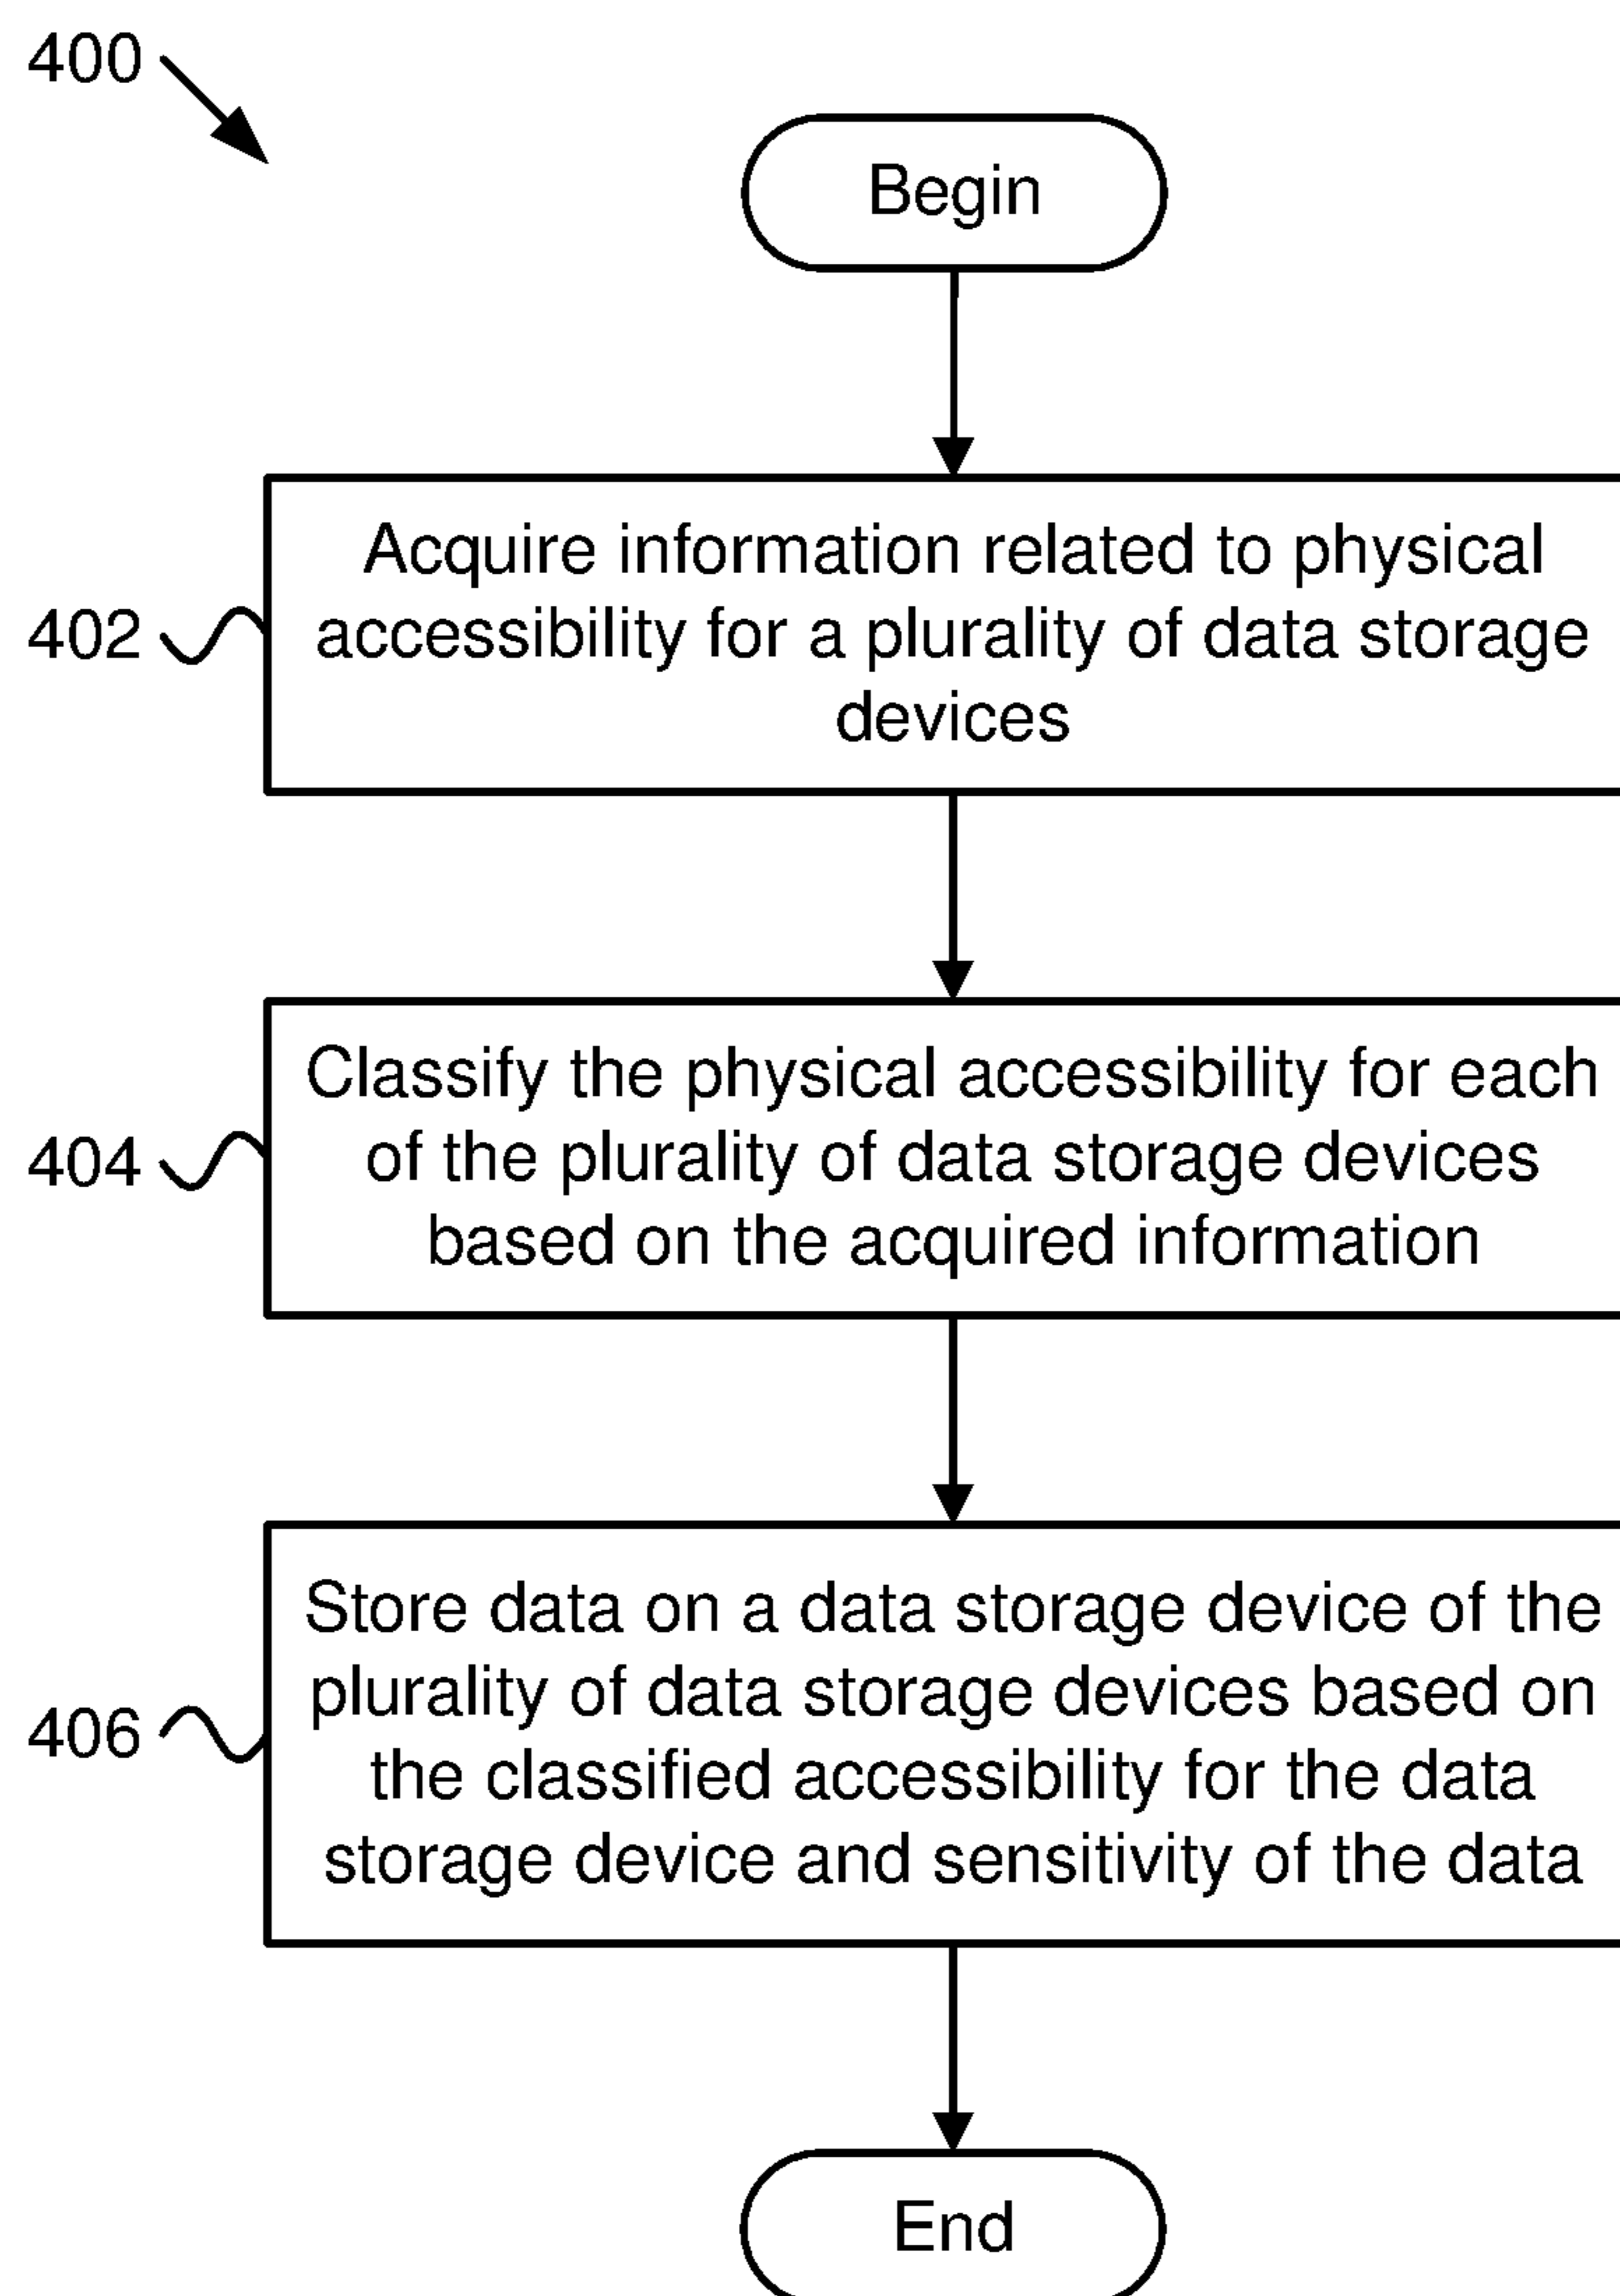 400
Begin
402
Acquire information related to physical
accessibility for a plurality of data storage
devices
404
Classify the physical accessibility for each
of the plurality of data storage devices
based on the acquired information
406
Store data on a data storage device of the
plurality of data storage devices based on
the classified accessibility for the data
storage device and sensitivity of the data
End